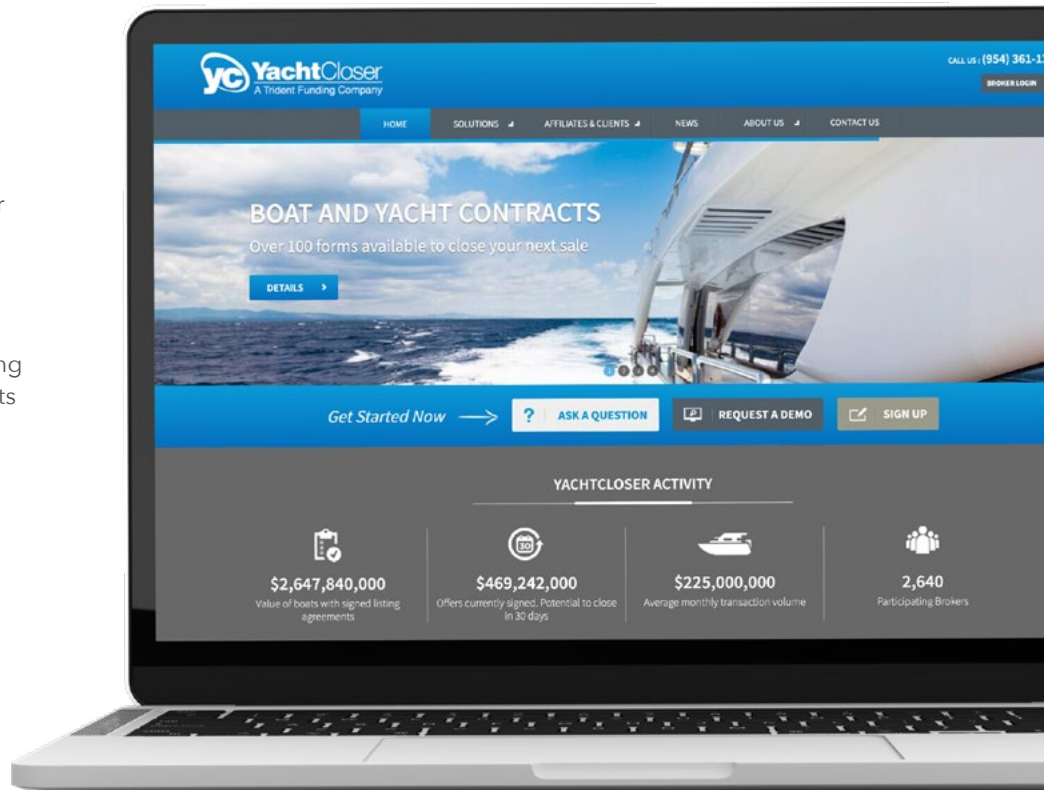 r
ng
ts
yc YachtCloser
A Trident Funding Company
CALL US : (954) 361-1
BROKER LOGIN
HOME SOLUTIONS AFFILIATES & CLIENTS NEWS ABOUT US CONTACT US
BOAT AND YACHT CONTRACTS
Over 100 forms available to close your next sale
DETAILS >
Get Started Now
? ASK A QUESTION
REQUEST A DEMO
SIGN UP
YACHTCLOSER ACTIVITY
30
$2,647,840,000
Value of boats with signed listing
agreements
$469,242,000
Offers currently signed. Potential to close
in 30 days
$225,000,000
Average monthly transaction volume
2,640
Participating Brokers